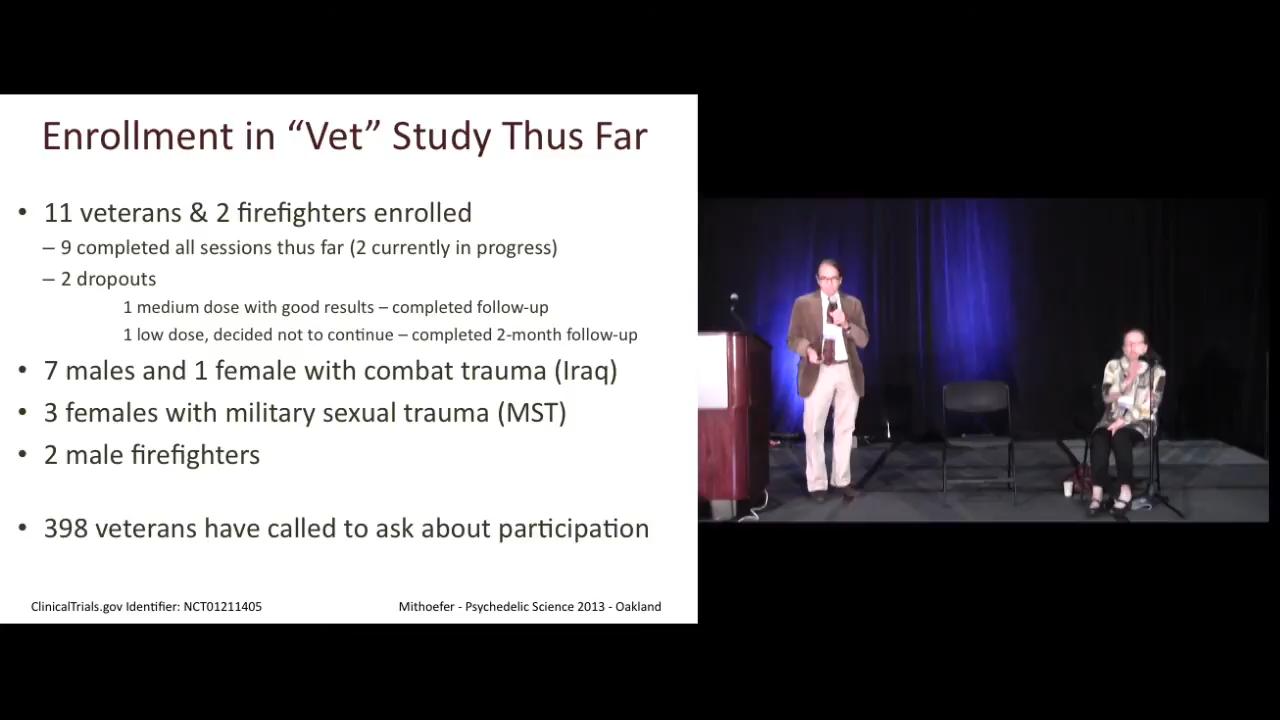 Enrollment in “Vet” Study Thus Far
• 11 veterans & 2 firefighters enrolled
– 9 completed all sessions thus far (2 currently in progress)
– 2 dropouts
1 medium dose with good results – completed follow-up
1 low dose, decided not to continue – completed 2-month follow-up
• 7 males and 1 female with combat trauma (Iraq)
• 3 females with military sexual trauma (MST)
• 2 male firefighters
• 398 veterans have called to ask about participation
ClinicalTrials.gov Identifier: NCT01211405
Mithoefer - Psychedelic Science 2013 - Oakland